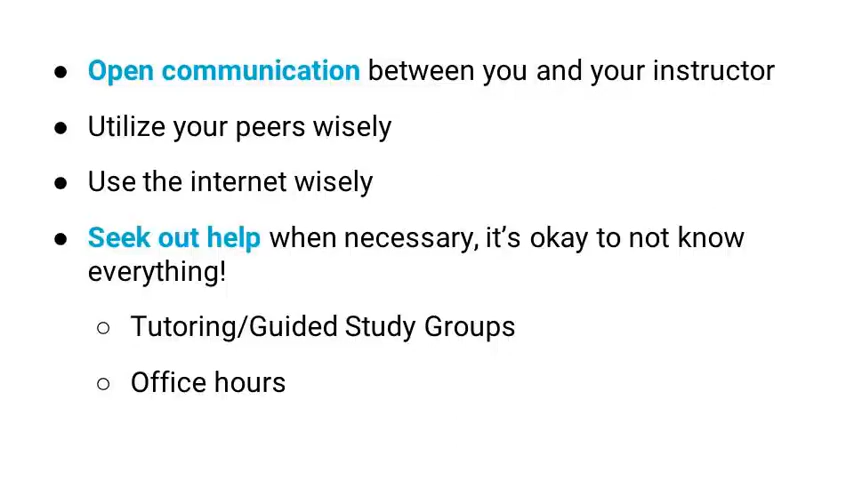 ● Open communication between you and your instructor
● Utilize your peers wisely
● Use the internet wisely
● Seek out help when necessary, it's okay to not know
everything!
○ Tutoring/Guided Study Groups
○ Office hours